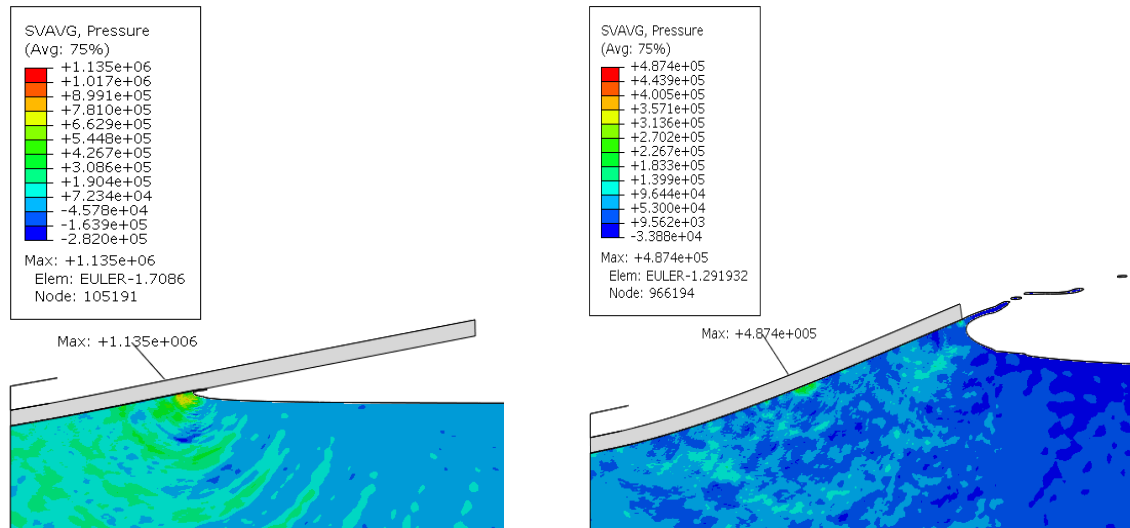 SVAVG, Pressure
(Avg: 75%)
+1.135e+06
+1.017e+06
+8.991e+05
+7.810e+05
+6.629e+05
+5.448e+05
+4.267e+05
+3.086e+05
+1.904e+05
+7.234e+04
-4.578e+04
-1.639e+05
-2.820e+05
Max: +1.135e+06
Elem: EULER-1.7086
Node: 105191
Max: +1.135e+006
SVAVG, Pressure
(Avg: 75%)
+4.874e+05
+4.439e+05
+4.005e+05
+3.571e+05
+3.136e+05
+2.702e+05
+2.267e+05
+1.833e+05
+1.399e+05
+9.644e+04
+5.300e+04
+9.562e+03
-3.388e+04
Max: +4.874e+05
Elem: EULER-1.291932
Node: 966194
Max: +4.874e+005